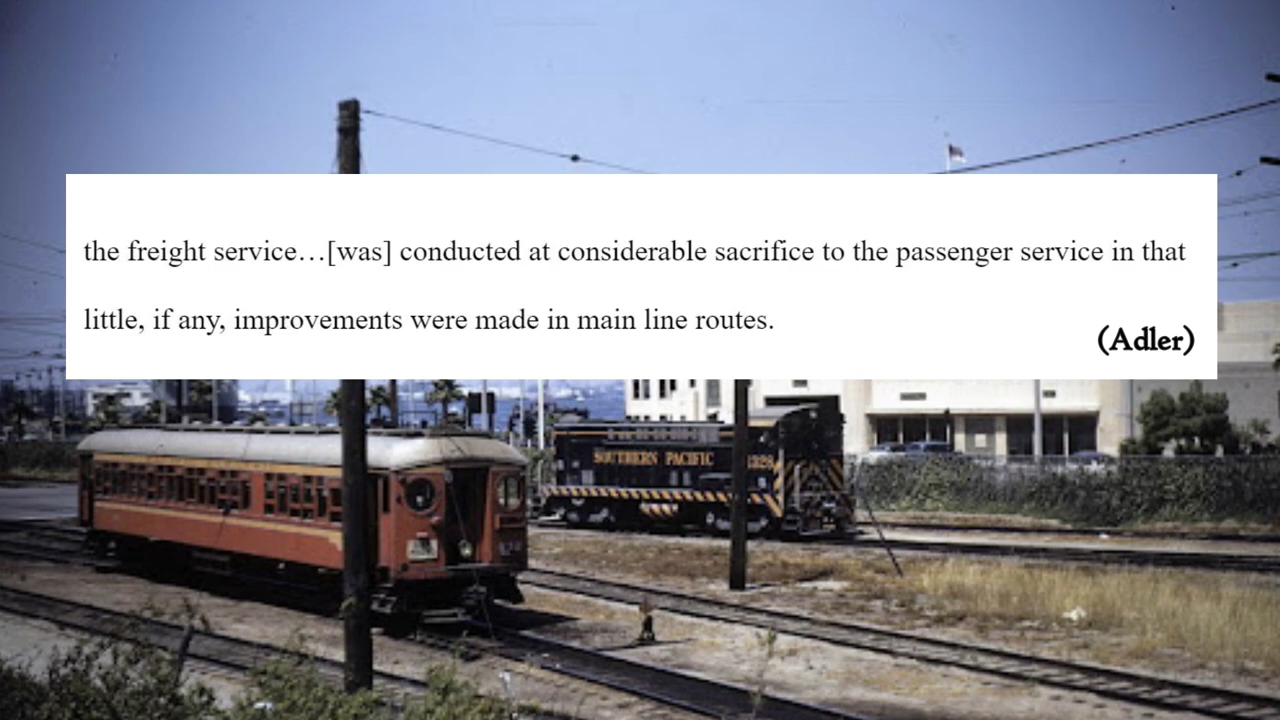 the freight service…[was] conducted at considerable sacrifice to the passenger service in that
little, if any, improvements were made in main line routes.
(Adler)
SOUTHERN PACIFIC